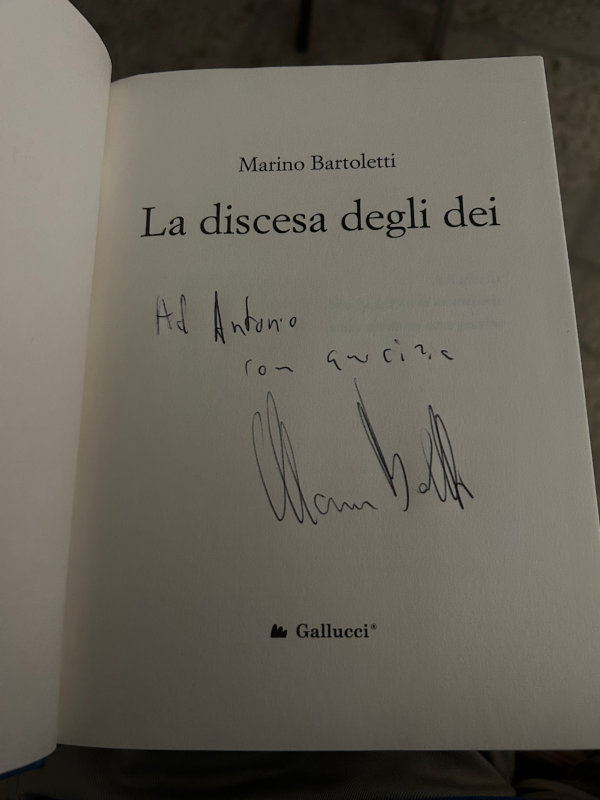 Marino Bartoletti
La discesa degli dei
Ad Antonio
con amicizia
Gallucci®